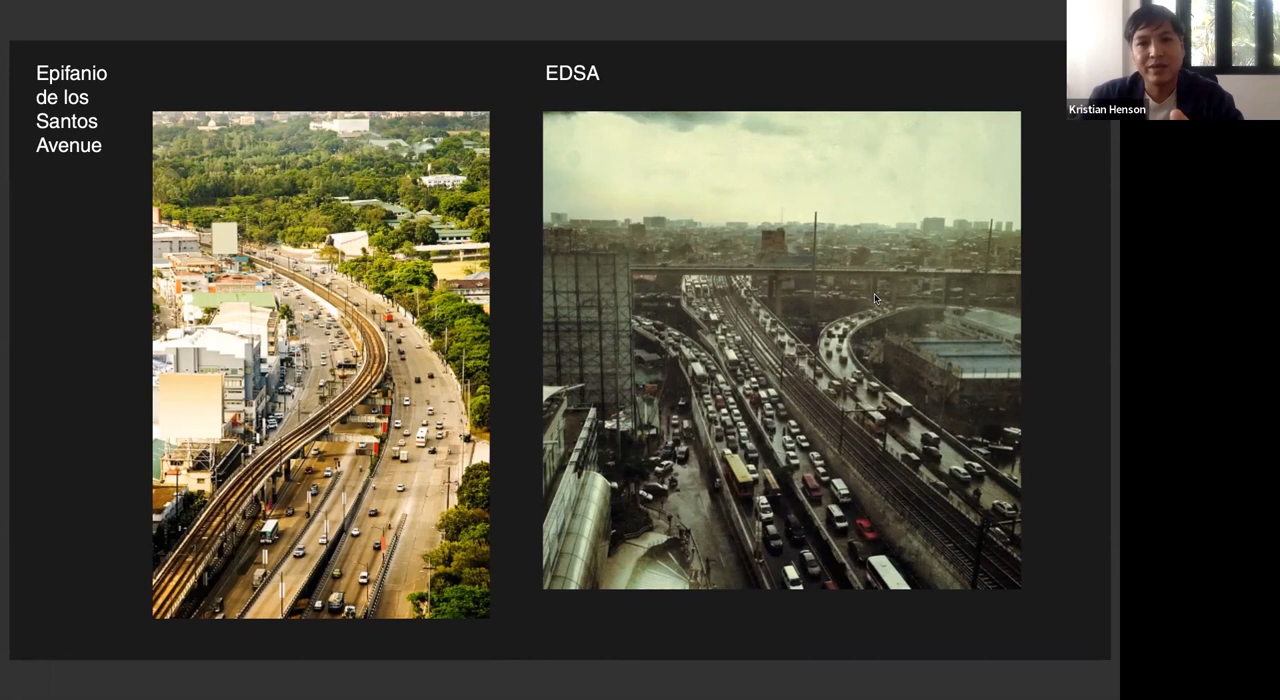 Epifanio
de los
Santos
Avenue
EDSA
Kristian Henson